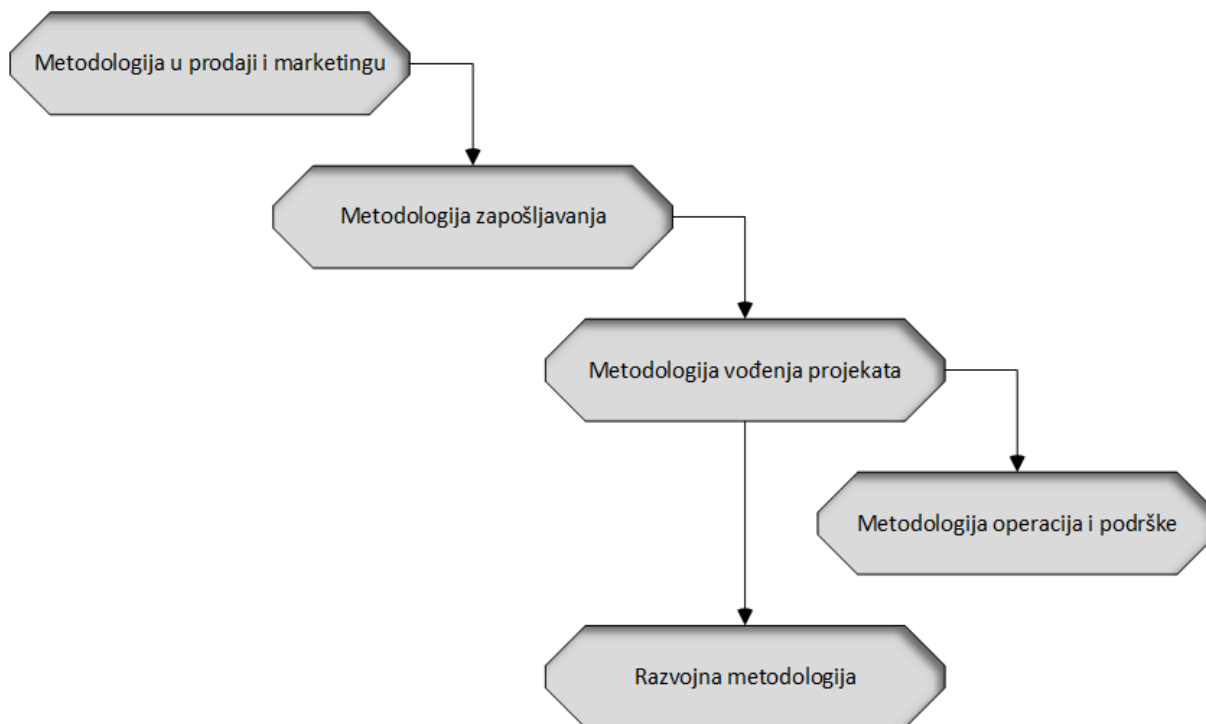 Metodologija u prodaji i marketingu
Metodologija zapošljavanja
Metodologija vođenja projekata
Metodologija operacija i podrške
Razvojna metodologija